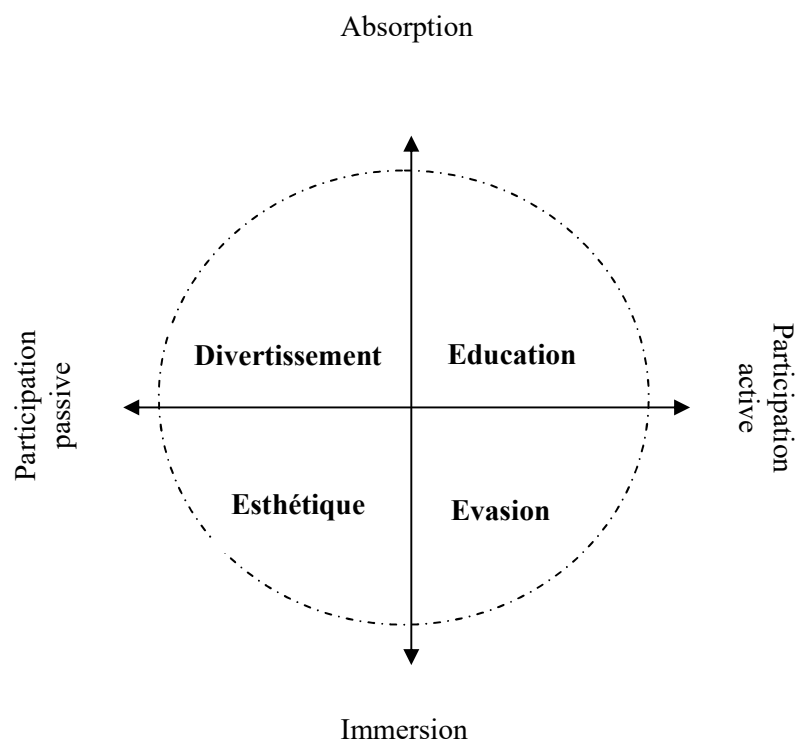 Absorption
Divertissement
Education
Participation
passive
Participation
active
Esthétique
Evasion
Immersion